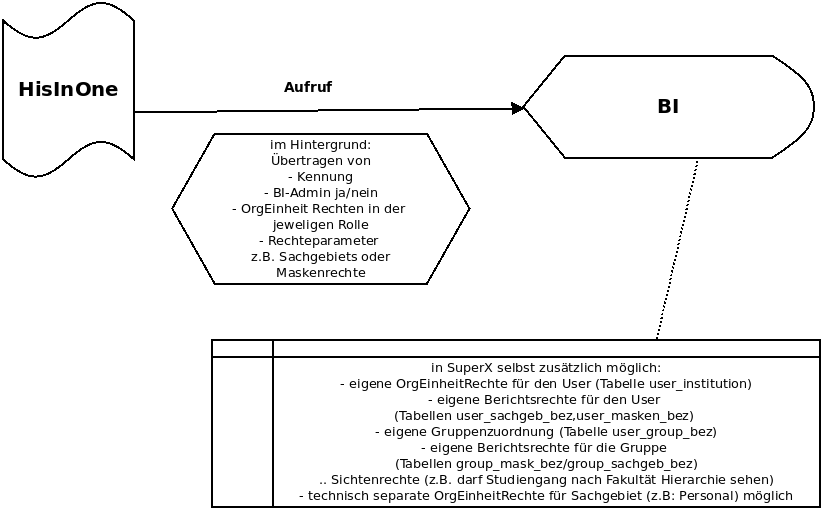 HisInOne
Aufruf
BI
im Hintergrund:
Übertragen von
- Kennung
- BI-Admin ja/nein
- OrgEinheit Rechten in der
jeweligen Rolle
- Rechteparameter
z.B. Sachgebiets oder
Maskenrechte
in SuperX selbst zusätzlich möglich:
- eigene OrgEinheitRechte für den User (Tabelle user_institution)
- eigene Berichtsrechte für den User
(Tabellen user_sachgeb_bez,user_masken_bez)
- eigene Gruppenzuordnung (Tabelle user_group_bez)
- eigene Berichtsrechte für die Gruppe
(Tabellen group_mask_bez/group_sachgeb_bez)
.. Sichtenrechte (z.B. darf Studiengang nach Fakultät Hierarchie sehen)
- technisch separate OrgEinheitRechte für Sachgebiet (z.B: Personal) möglich